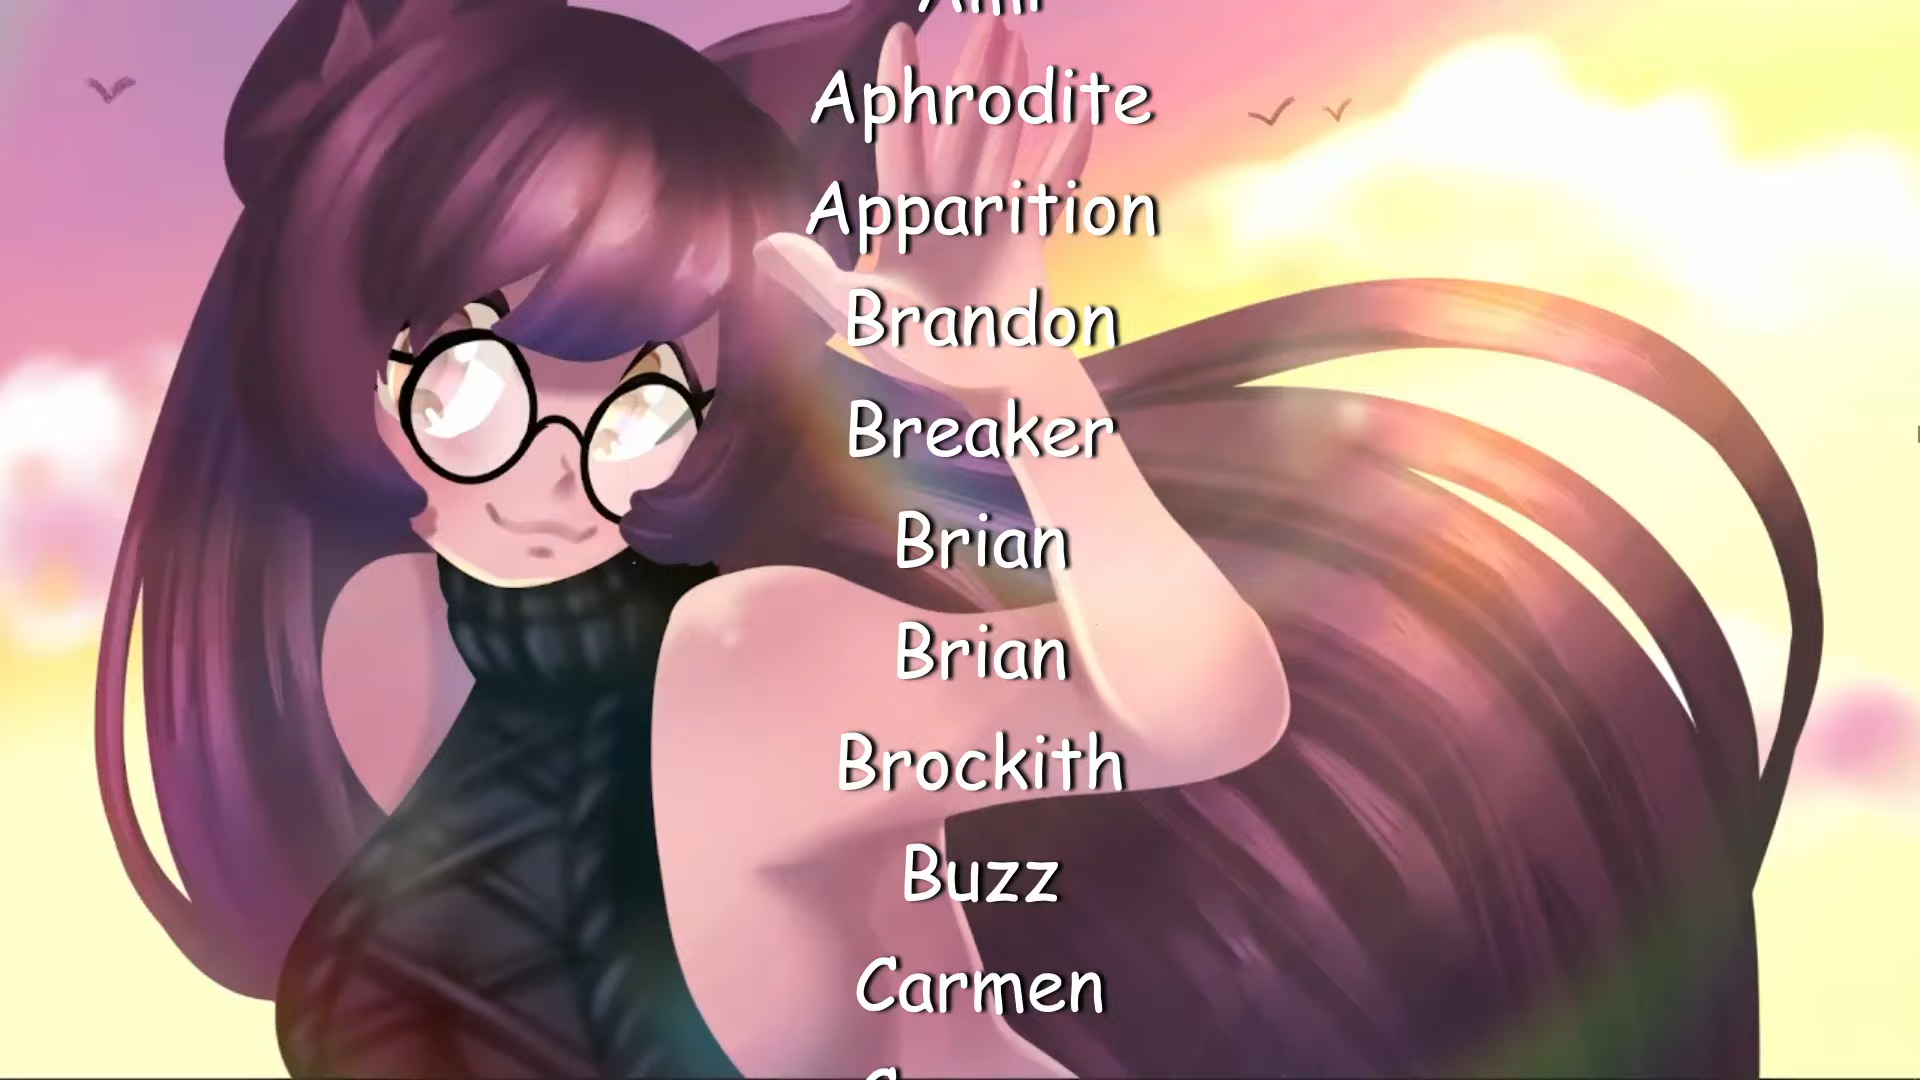 Aphrodite
Apparition
Brandon
Breaker
Brian
Brian
Brockith
Buzz
Carmen